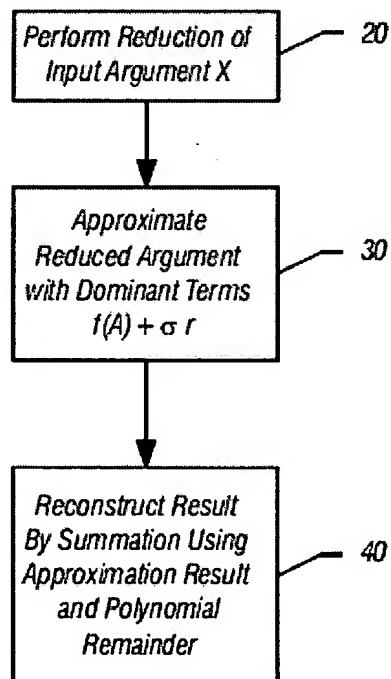 Perform Reduction of
Input Argument X
20
Approximate
Reduced Argument
with Dominant Terms
f(A) + σ r
30
Reconstruct Result
By Summation Using
Approximation Result
and Polynomial
Remainder
40